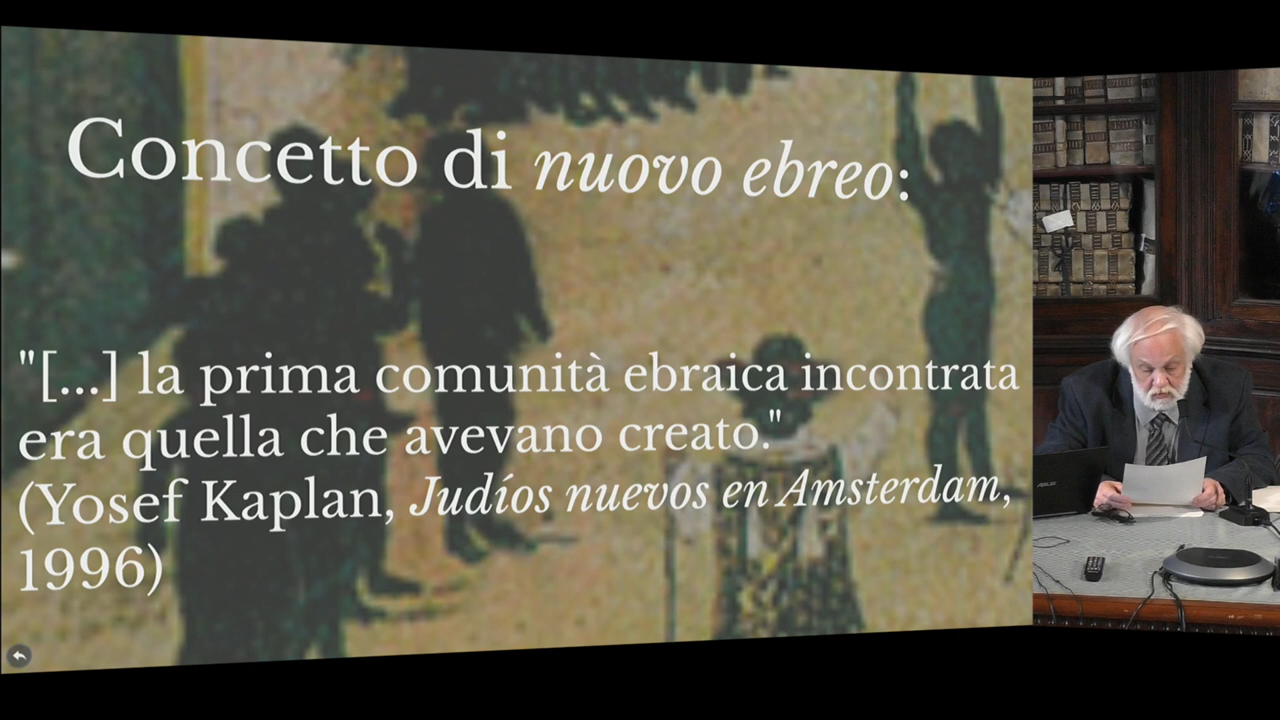 Concetto di nuovo ebreo:
"[...] la prima comunità ebraica incontrata
era quella che avevano creato."
(Yosef Kaplan, Judíos nuevos en Amsterdam,
1996)
ASUS